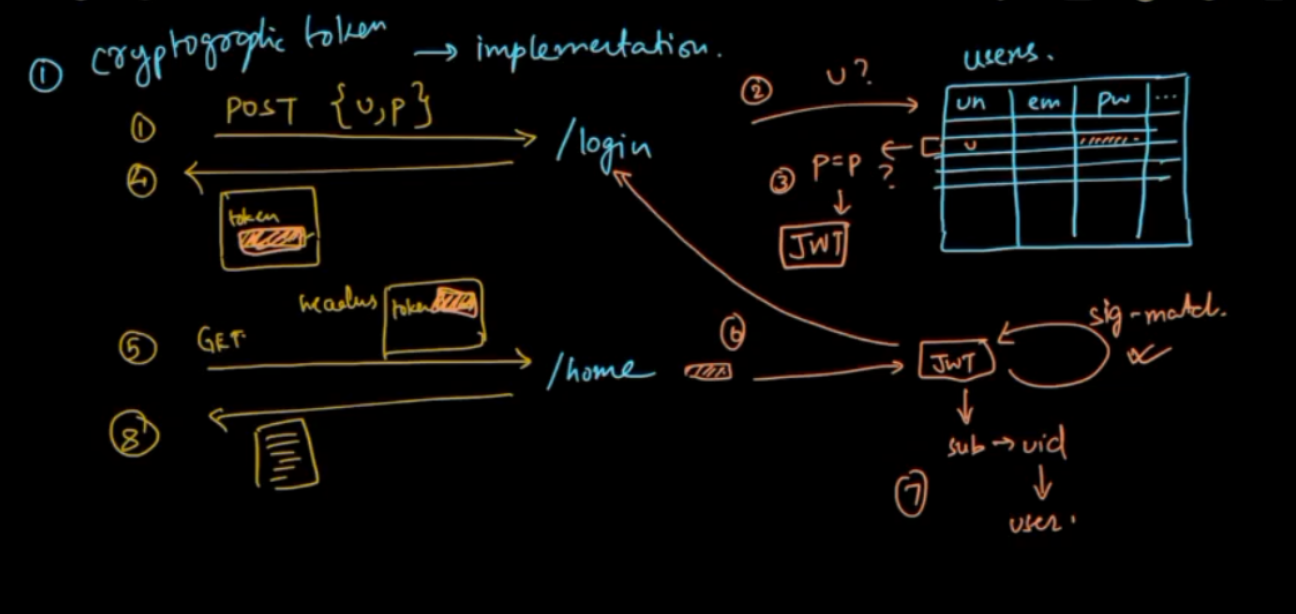 ① cryptographic token → implementation.
① POST {u,p}
/login
④
token
② u?
users.
un em pw ...
u
③ p=p ?
JWT
⑤ GET
headers
token
/home
⑥
JWT
sig-match.
sub → uid
⑦
user.
⑧